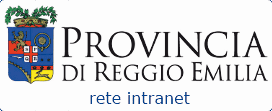 PROVINCIA
DI REGGIO EMILIA
rete intranet